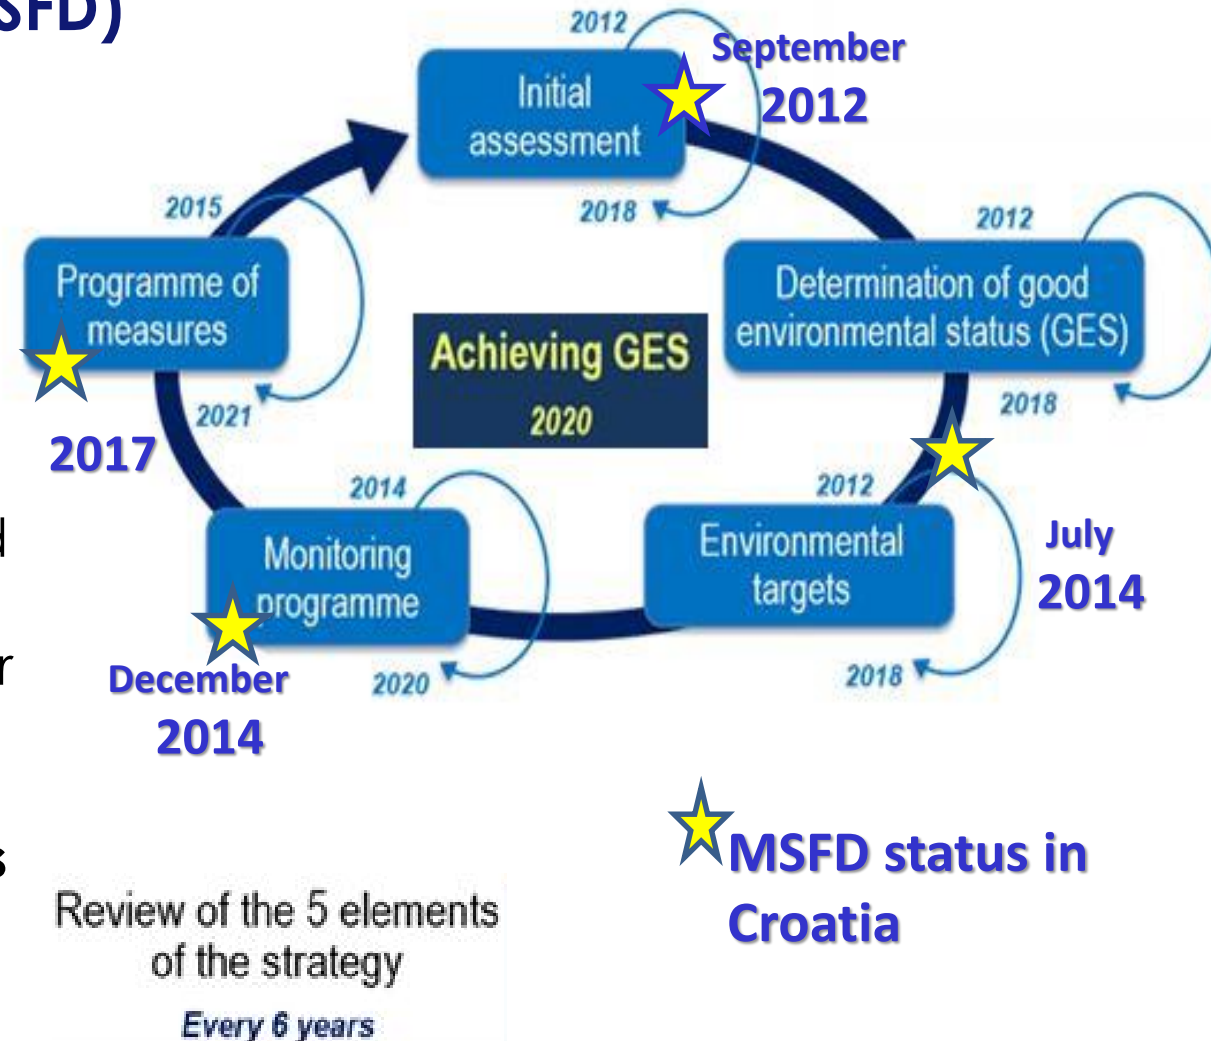 SFD)
2012
September
2012
Initial
assessment
2018
2015
2012
Programme of
measures
Determination of good
environmental status (GES)
Achieving GES
2020
2021
2018
2017
2014
2012
d
Monitoring
programme
Environmental
targets
July
2014
r
December
2014
2020
2018
s
MSFD status in
Croatia
Review of the 5 elements
of the strategy
Every 6 years